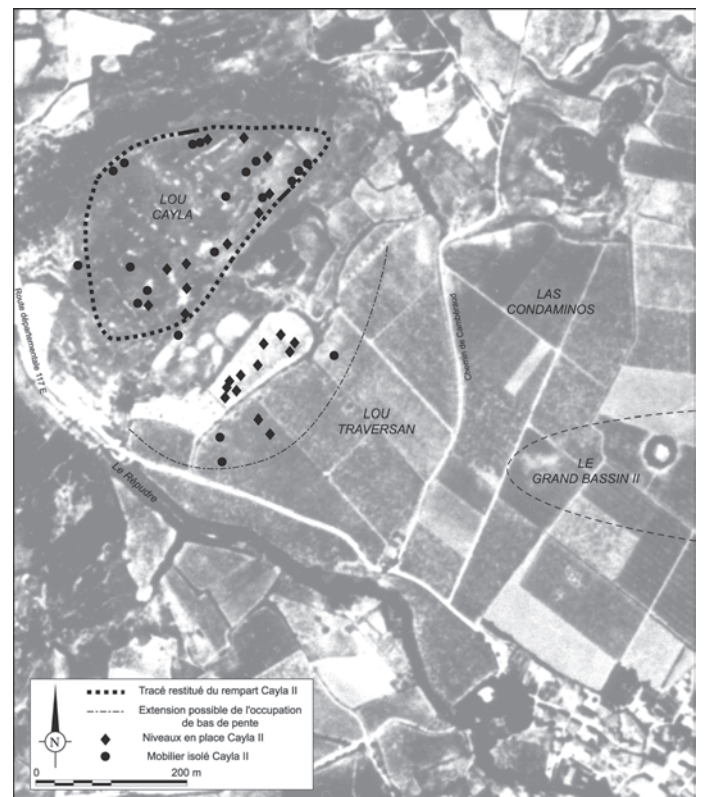 LOU
CAYLA
LAS
CONDAMINOS
Route départementale 117 E
Chemin de Cambéraud
LOU
TRAVERSAN
LE
GRAND BASSIN II
Le Répudre
Tracé restitué du rempart Cayla II
Extension possible de l'occupation
de bas de pente
Niveaux en place Cayla II
Mobilier isolé Cayla II
N
0
200 m